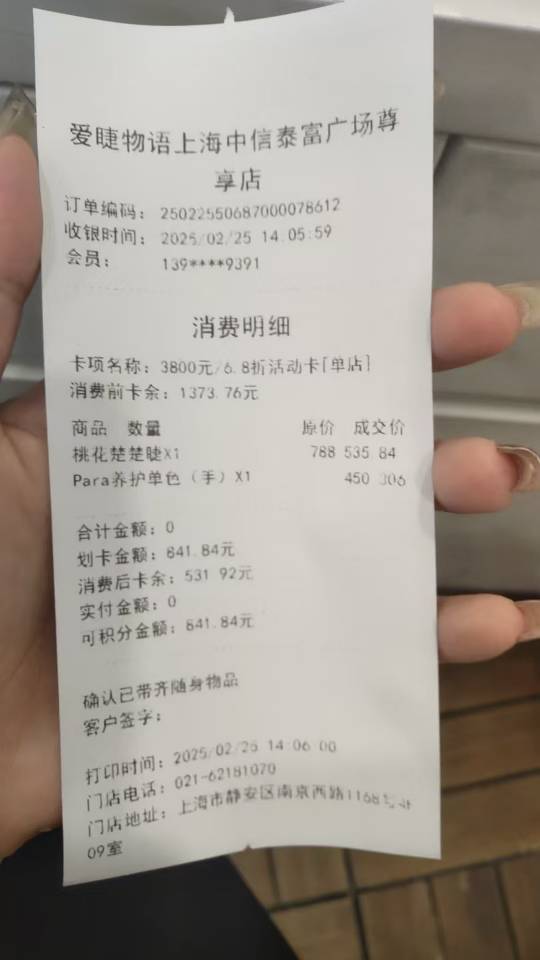 爱睫物语上海中信泰富广场尊
享店
订单编码: 25022550687000078612
收银时间: 2025/02/25 14:05:59
会员: 139****9391
消费明细
卡项名称: 3800元/6.8折活动卡[单店]
消费前卡余: 1373.76元
商品 数量 原价 成交价
桃花楚楚睫X1 788 535.84
Para养护单色（手）X1 450 306
合计金额: 0
划卡金额: 841.84元
消费后卡余: 531.92元
实付金额: 0
可积分金额: 841.84元
确认已带齐随身物品
客户签字:
打印时间: 2025/02/25 14:06:00
门店电话: 021-62181070
门店地址: 上海市静安区南京西路1168号
09室